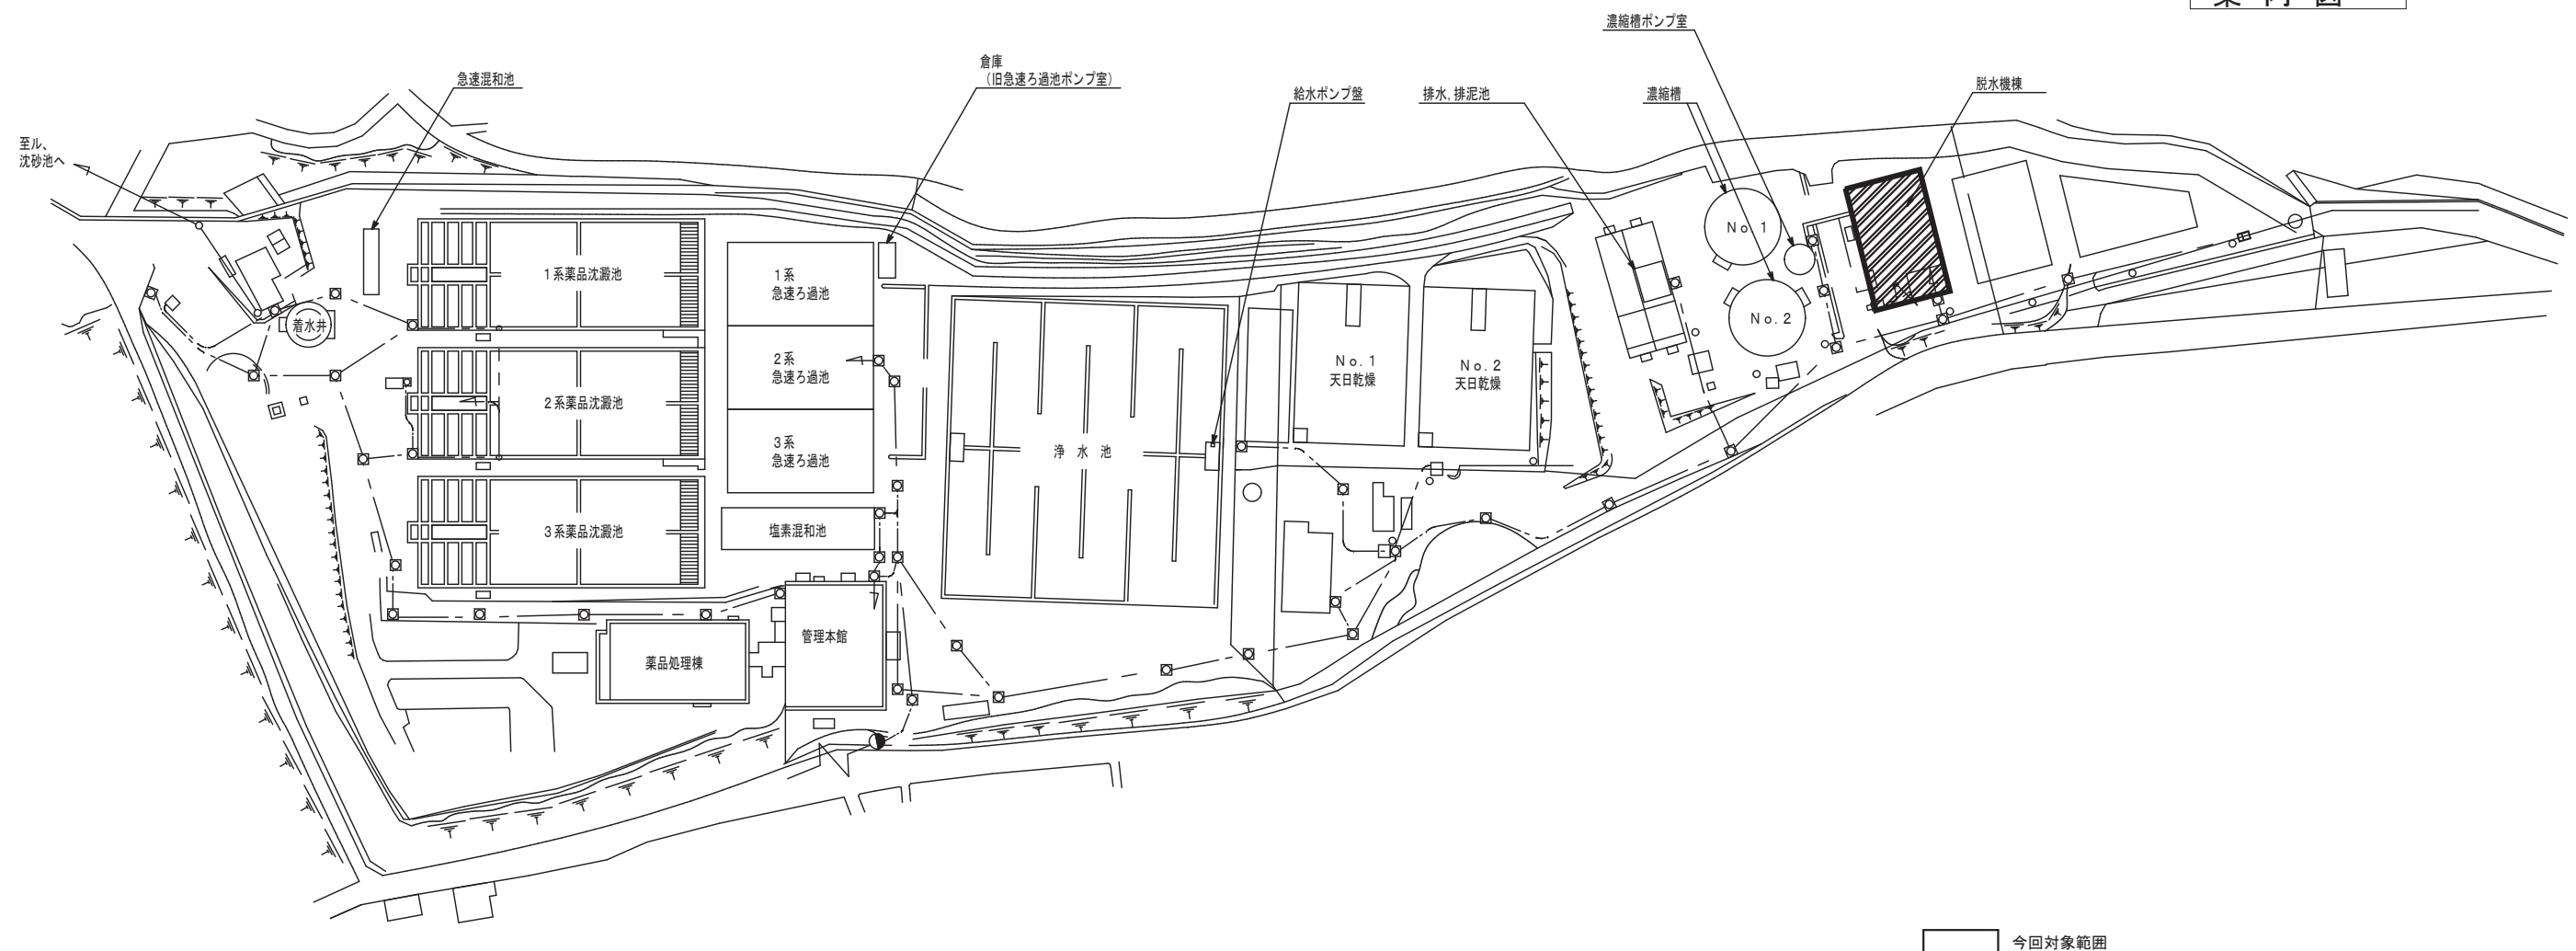 案内図
濃縮槽ポンプ室
倉庫
(旧急速ろ過池ポンプ室)
急速混和池
給水ポンプ盤
排水,排泥池
濃縮槽
脱水機棟
至ル、
沈砂池へ
No.1
No.2
着水井
1系薬品沈澱池
1系
急速ろ過池
2系薬品沈澱池
2系
急速ろ過池
No.1
天日乾燥
No.2
天日乾燥
3系
急速ろ過池
浄水池
3系薬品沈澱池
塩素混和池
管理本館
薬品処理棟
今回対象範囲